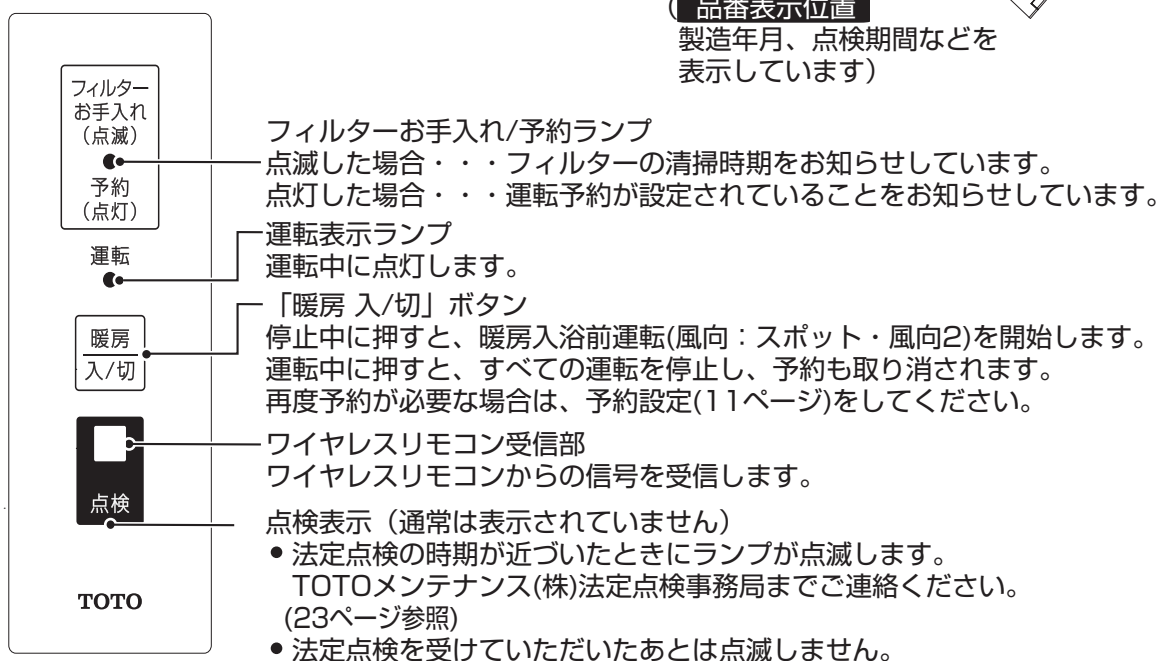 (品番表示位置
製造年月、点検期間などを
表示しています)
フィルター
お手入れ
(点滅)
予約
(点灯)
運転
暖房
入/切
点検
TOTO
フィルターお手入れ/予約ランプ
点滅した場合・・・フィルターの清掃時期をお知らせしています。
点灯した場合・・・運転予約が設定されていることをお知らせしています。
運転表示ランプ
運転中に点灯します。
「暖房 入/切」ボタン
停止中に押すと、暖房入浴前運転(風向:スポット・風向2)を開始します。
運転中に押すと、すべての運転を停止し、予約も取り消されます。
再度予約が必要な場合は、予約設定(11ページ)をしてください。
ワイヤレスリモコン受信部
ワイヤレスリモコンからの信号を受信します。
点検表示(通常は表示されていません)
● 法定点検の時期が近づいたときにランプが点滅します。
TOTOメンテナンス(株)法定点検事務局までご連絡ください。
(23ページ参照)
● 法定点検を受けていただいたあとは点滅しません。